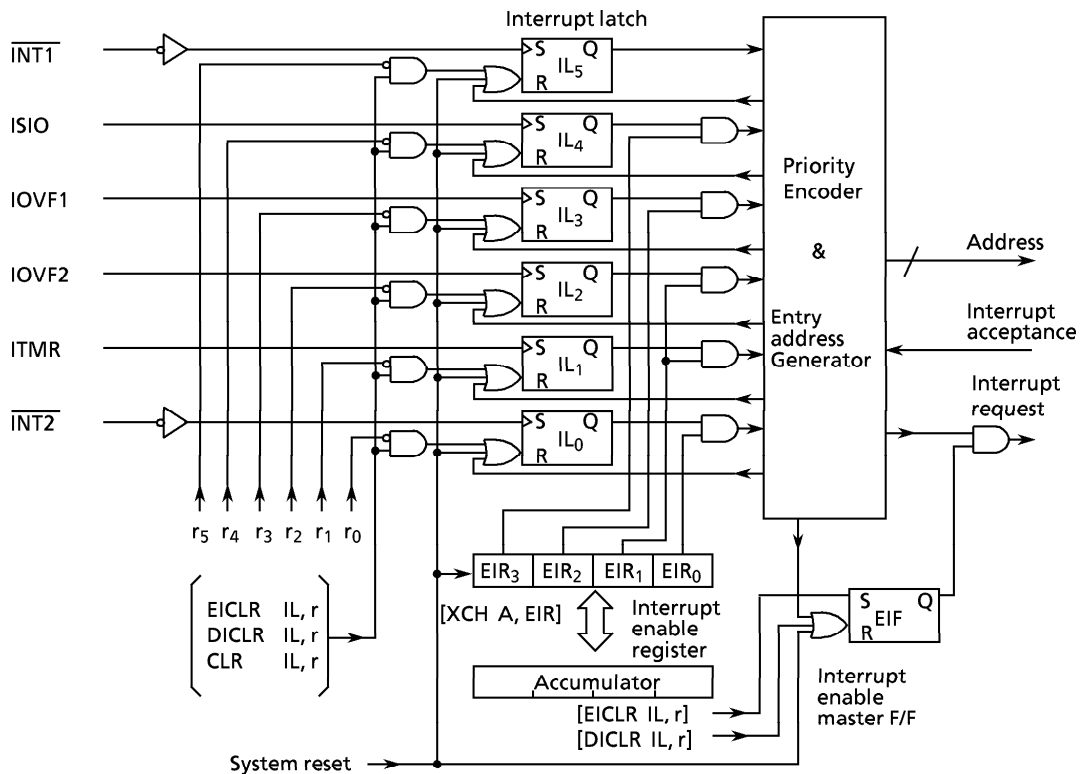 Interrupt latch
INT1
S Q
IL5
R
ISIO
S Q
IL4
R
IOVF1
S Q
IL3
R
IOVF2
S Q
IL2
R
ITMR
S Q
IL1
R
INT2
S Q
IL0
R
Priority
Encoder
&
Entry
address
Generator
Address
Interrupt
acceptance
Interrupt
request
r5 r4 r3 r2 r1 r0
EICLR IL, r
DICLR IL, r
CLR IL, r
EIR3 EIR2 EIR1 EIR0
[XCH A, EIR]
Interrupt
enable
register
Accumulator
[EICLR IL, r]
[DICLR IL, r]
S Q
EIF
R
Interrupt
enable
master F/F
System reset